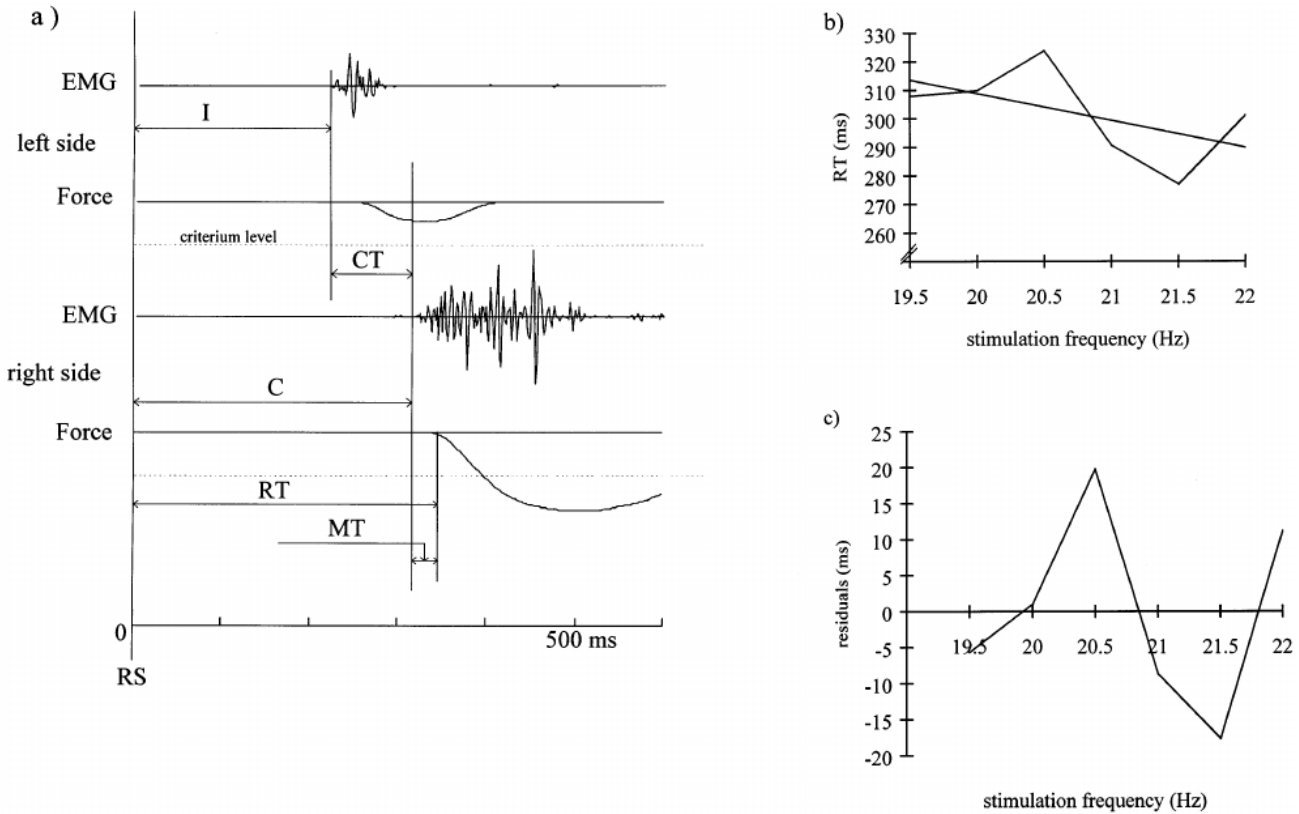 a )
EMG
I
left side
Force
criterium level
CT
EMG
right side
C
Force
RT
MT
0
500 ms
RS
b)
330
320
310
300
290
280
270
260
RT (ms)
19.5 20 20.5 21 21.5 22
stimulation frequency (Hz)
c)
25
20
15
10
5
0
-5
-10
-15
-20
residuals (ms)
19.5 20 20.5 21 21.5 22
stimulation frequency (Hz)